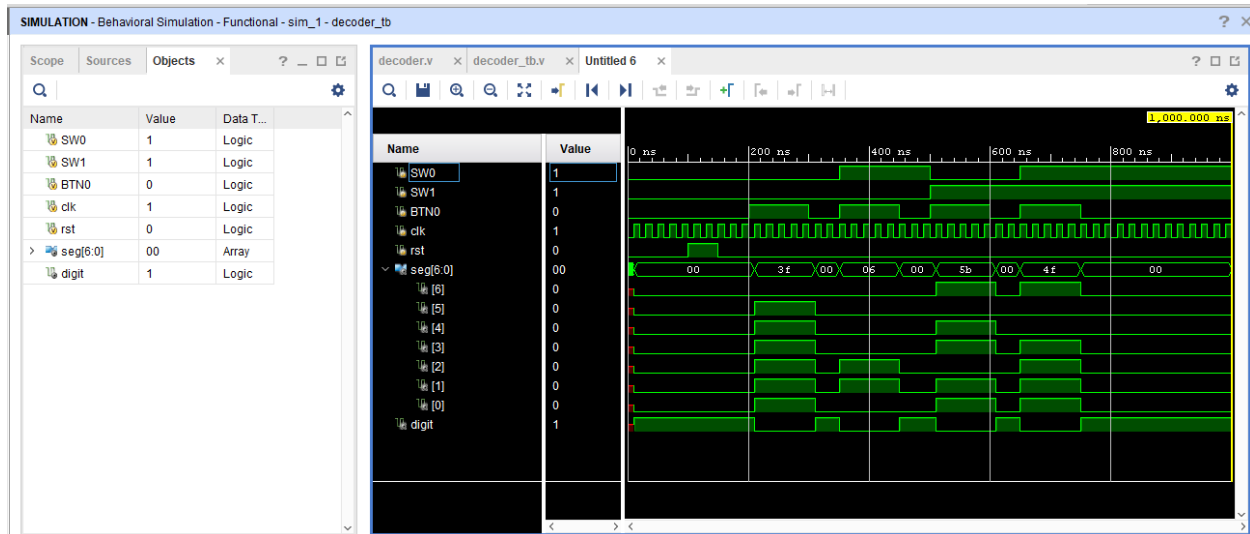 SIMULATION - Behavioral Simulation - Functional - sim_1 - decoder_tb ? ×
Scope Sources Objects × ? _
Name Value Data T...
SW0 1 Logic
SW1 1 Logic
BTN0 0 Logic
clk 1 Logic
rst 0 Logic
> seg[6:0] 00 Array
digit 1 Logic
decoder.v × decoder_tb.v × Untitled 6 × ?
1,000.000 ns
Name Value
0 ns 200 ns 400 ns 600 ns 800 ns
SW0 1
SW1 1
BTN0 0
clk 1
rst 0
seg[6:0] 00 00 3f 00 06 00 5b 00 4f 00
[6] 0
[5] 0
[4] 0
[3] 0
[2] 0
[1] 0
[0] 0
digit 1